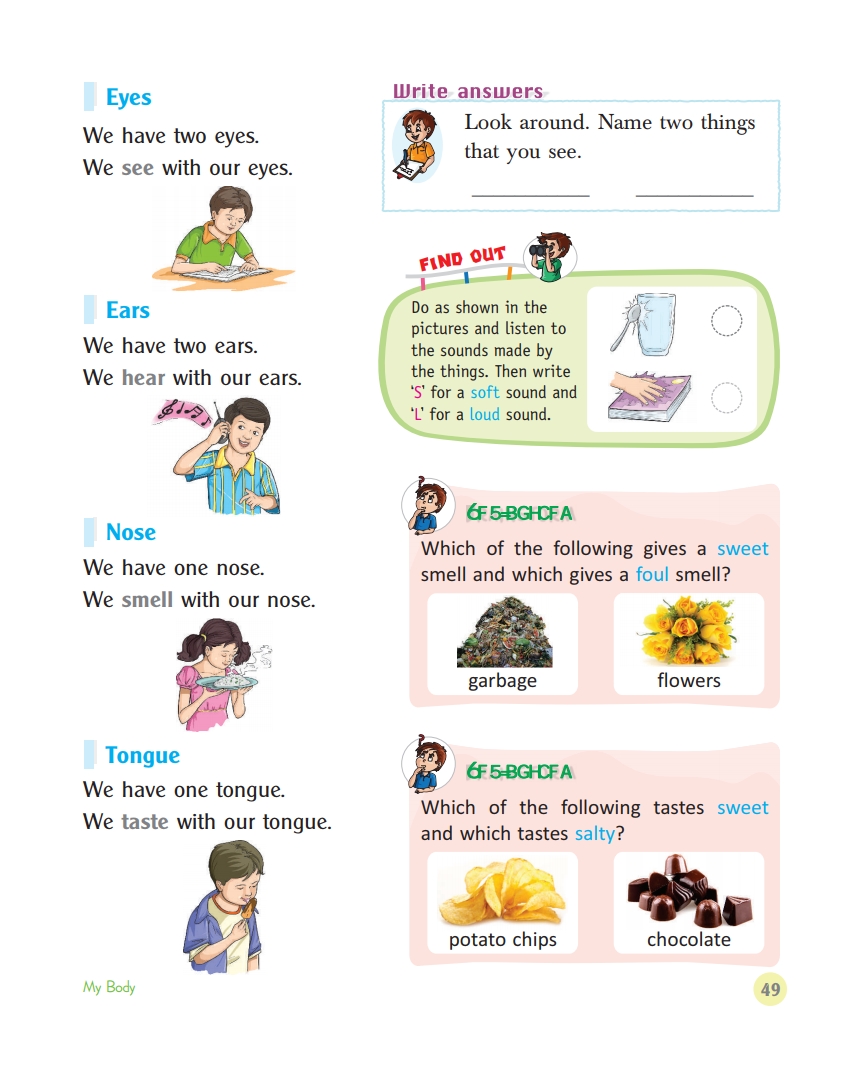 Eyes
We have two eyes.
We see with our eyes.
Ears
We have two ears.
We hear with our ears.
Nose
We have one nose.
We smell with our nose.
Tongue
We have one tongue.
We taste with our tongue.
My Body
Write answers
Look around. Name two things
that you see.
FIND OUT
Do as shown in the
pictures and listen to
the sounds made by
the things. Then write
‘S’ for a soft sound and
‘L’ for a loud sound.
6F5=BGHCFA
Which of the following gives a sweet
smell and which gives a foul smell?
garbage
flowers
6F5=BGHCFA
Which of the following tastes sweet
and which tastes salty?
potato chips
chocolate
49